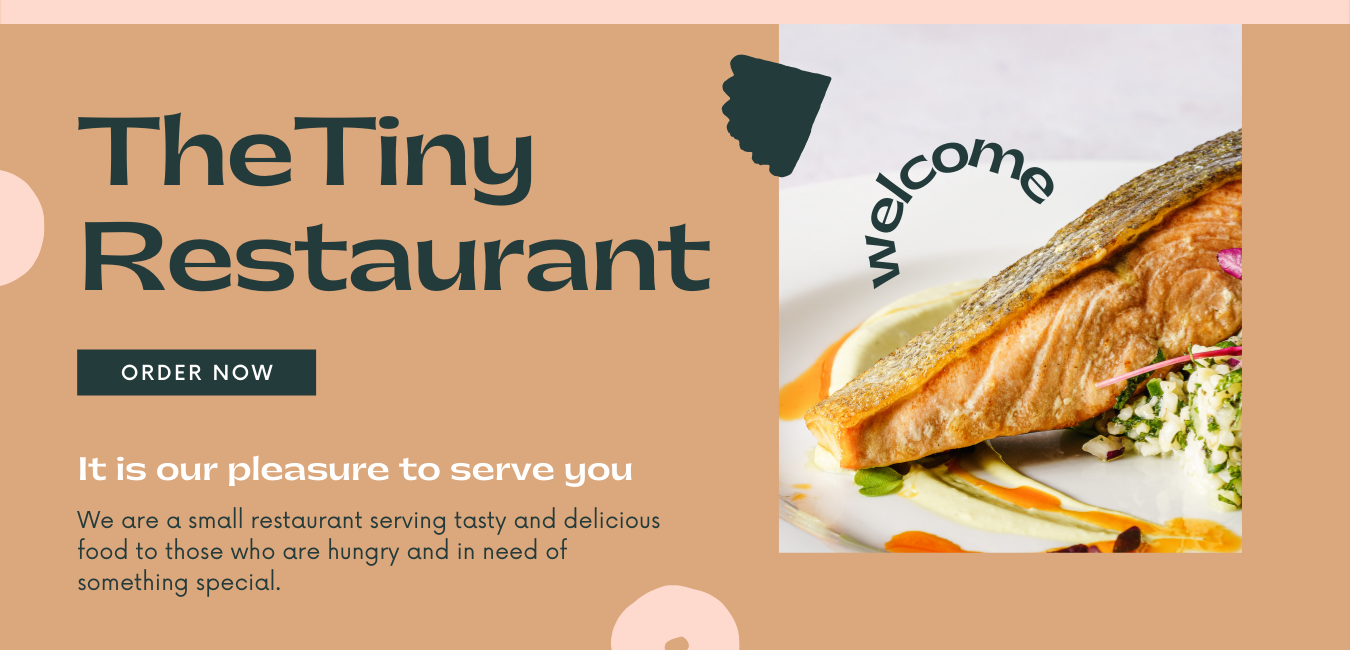 TheTiny
Restaurant
welcome
ORDER NOW
It is our pleasure to serve you
We are a small restaurant serving tasty and delicious
food to those who are hungry and in need of
something special.